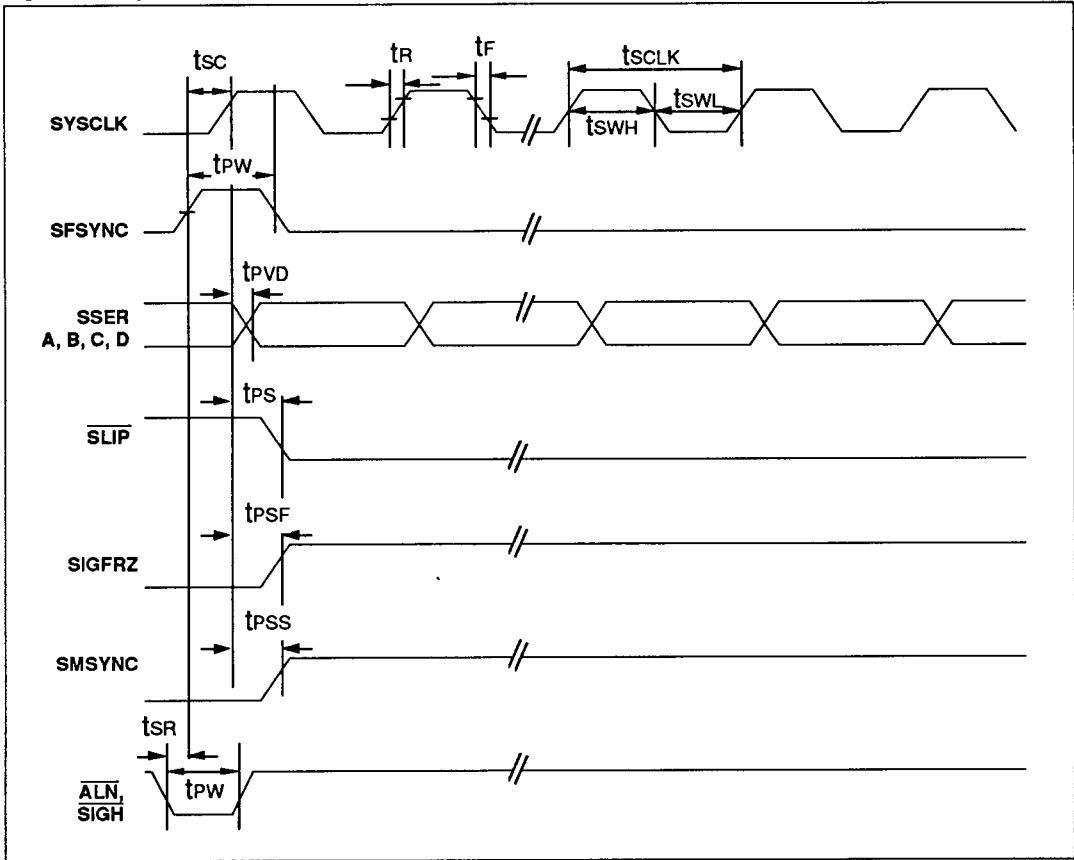 tSC
tR
tF
tSCLK
SYSCLK
tSWH
tSWL
tPW
SFSYNC
tPVD
SSER
A, B, C, D
tPS
SLIP
tPSF
SIGFRZ
tPSS
SMSYNC
tSR
tPW
ALN,
SIGH